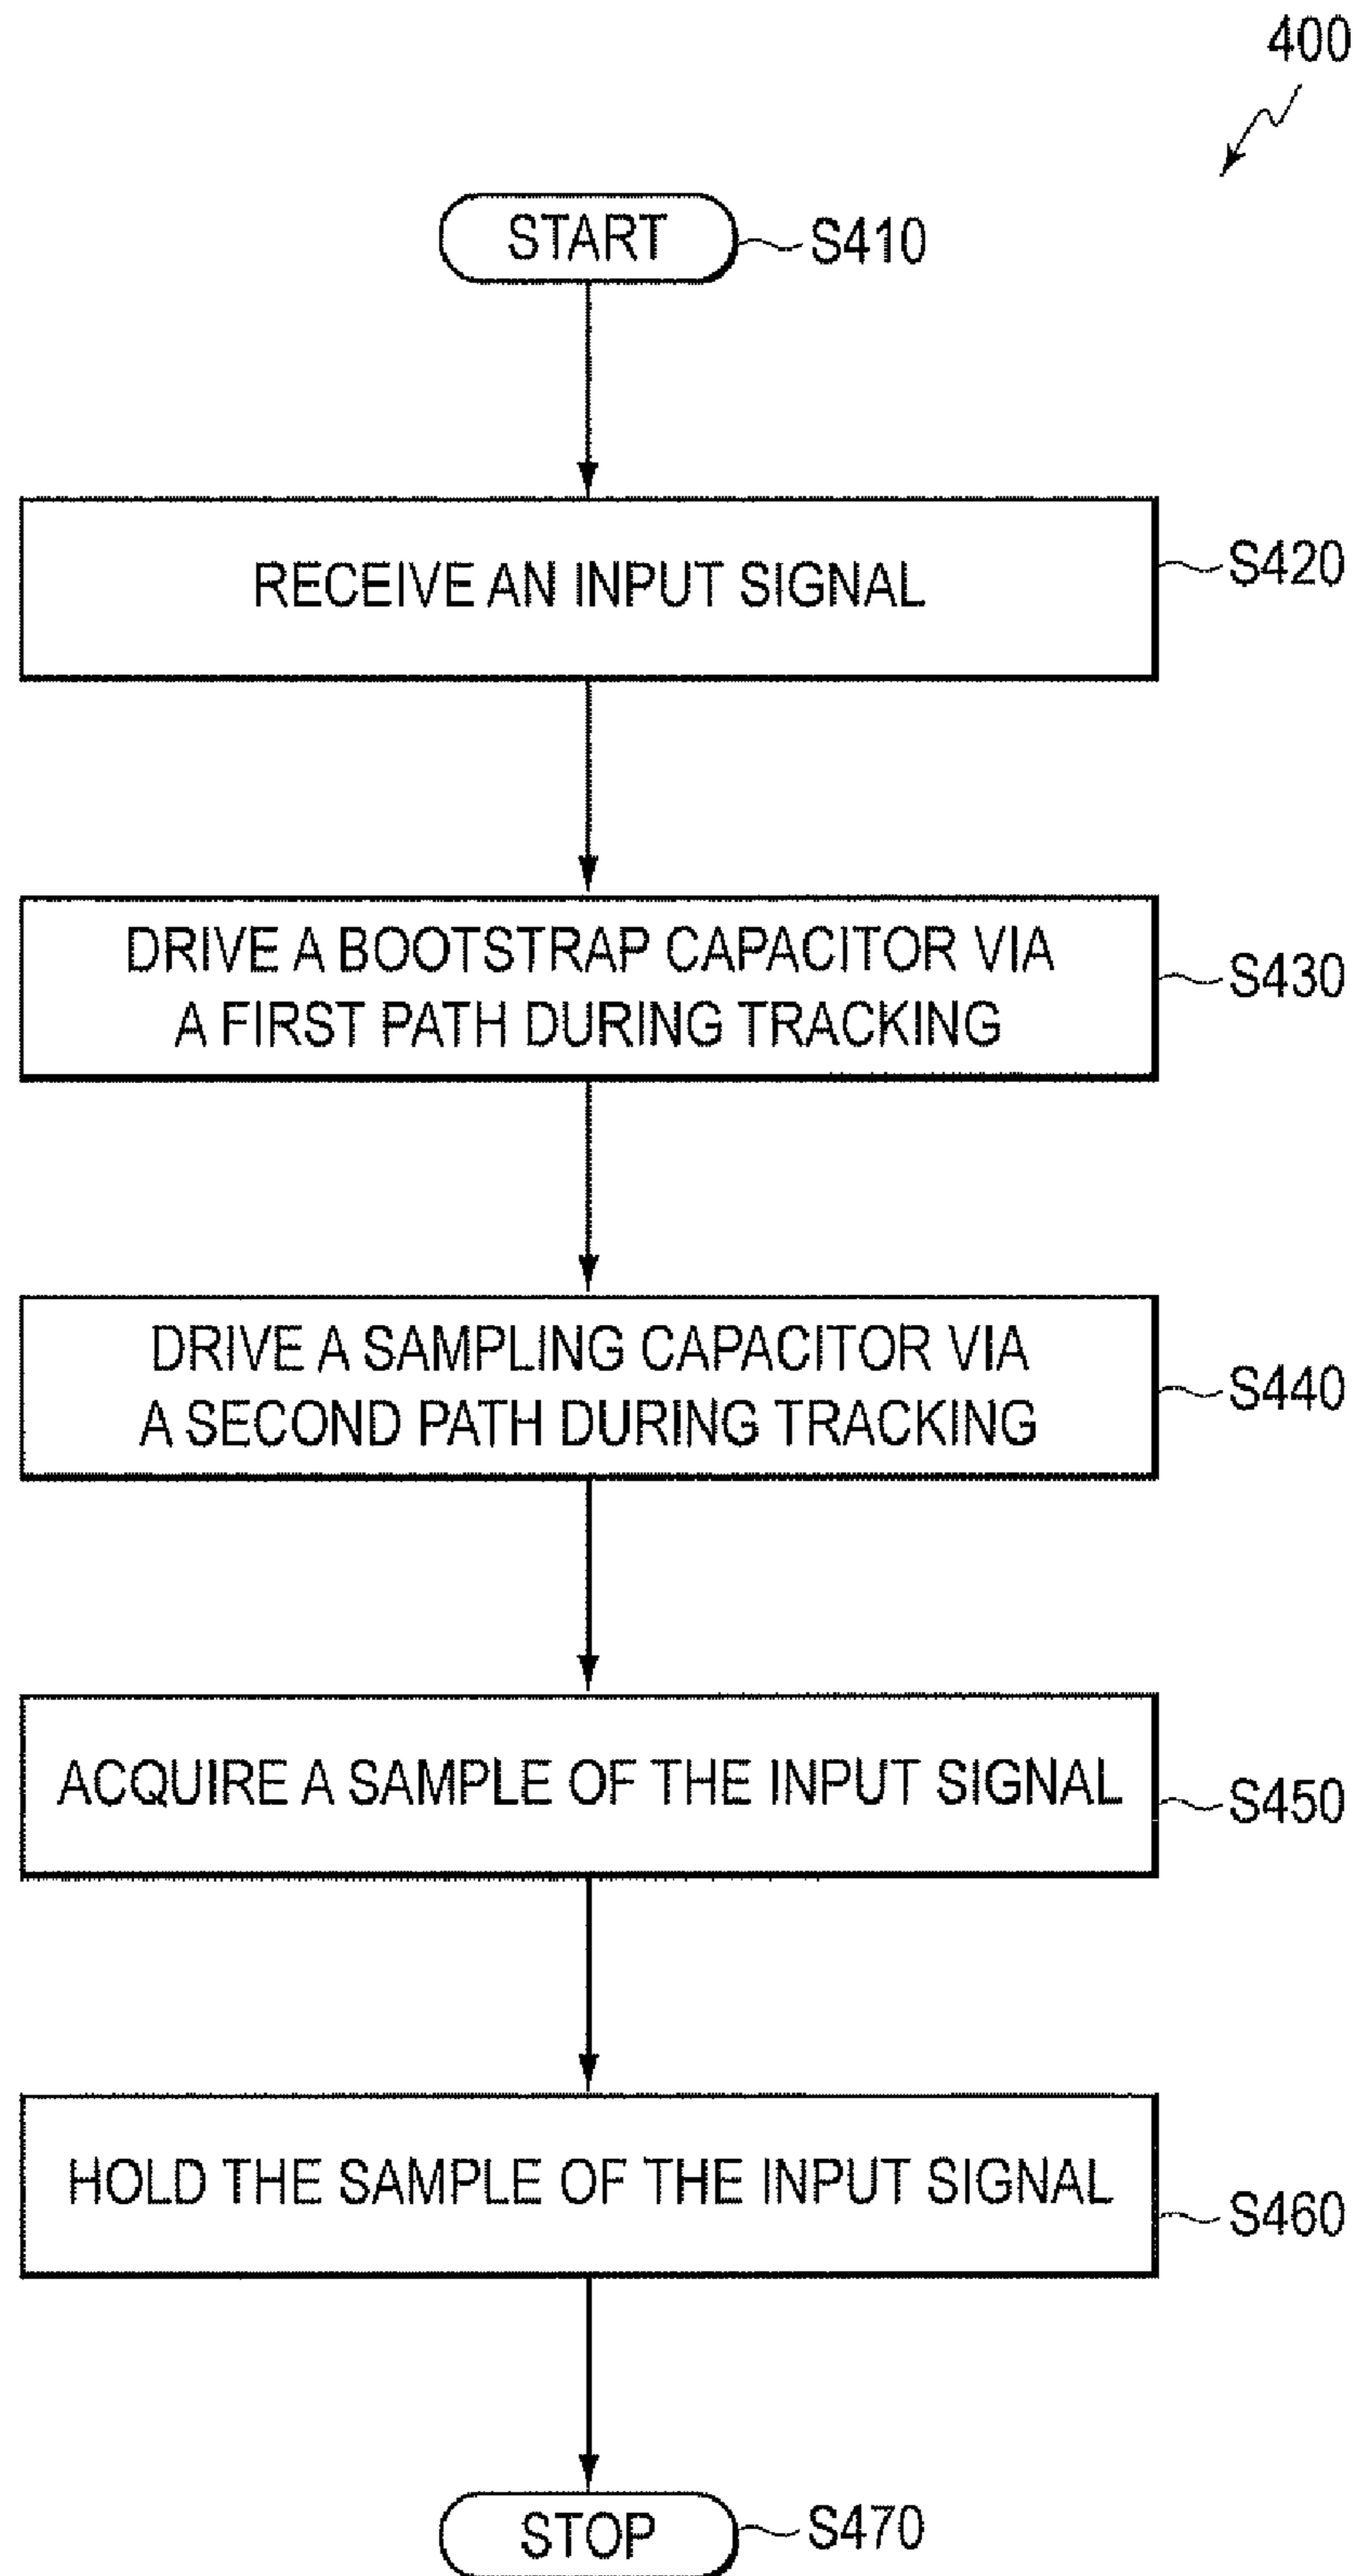 400
START
S410
RECEIVE AN INPUT SIGNAL
S420
DRIVE A BOOTSTRAP CAPACITOR VIA
A FIRST PATH DURING TRACKING
S430
DRIVE A SAMPLING CAPACITOR VIA
A SECOND PATH DURING TRACKING
S440
ACQUIRE A SAMPLE OF THE INPUT SIGNAL
S450
HOLD THE SAMPLE OF THE INPUT SIGNAL
S460
STOP
S470